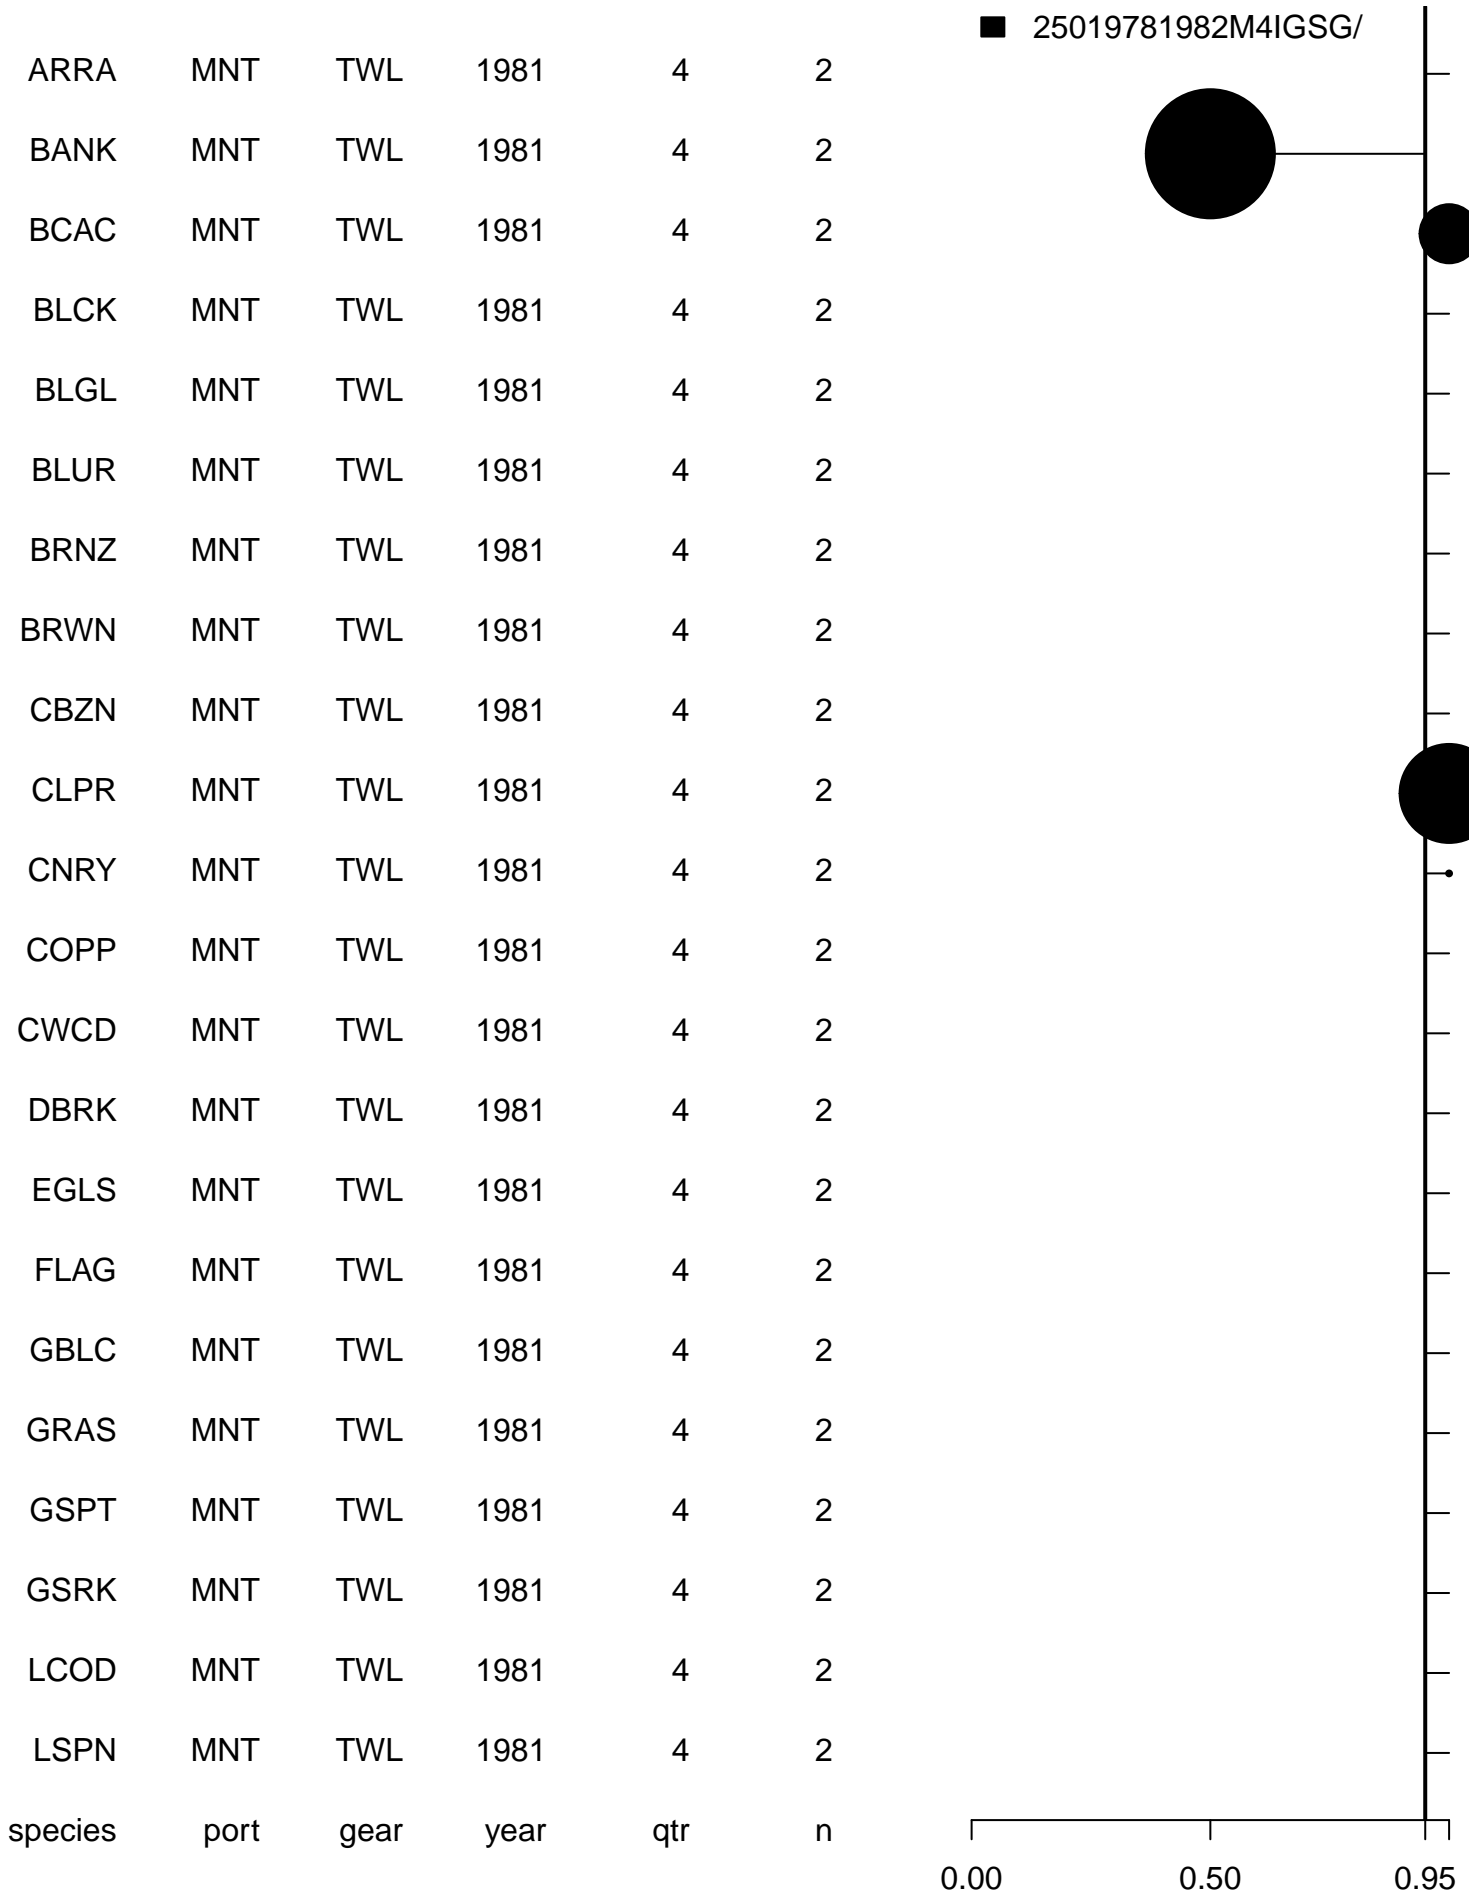 25019781982M4IGSG/
ARRA MNT TWL 1981 4 2
BANK MNT TWL 1981 4 2
BCAC MNT TWL 1981 4 2
BLCK MNT TWL 1981 4 2
BLGL MNT TWL 1981 4 2
BLUR MNT TWL 1981 4 2
BRNZ MNT TWL 1981 4 2
BRWN MNT TWL 1981 4 2
CBZN MNT TWL 1981 4 2
CLPR MNT TWL 1981 4 2
CNRY MNT TWL 1981 4 2
COPP MNT TWL 1981 4 2
CWCD MNT TWL 1981 4 2
DBRK MNT TWL 1981 4 2
EGLS MNT TWL 1981 4 2
FLAG MNT TWL 1981 4 2
GBLC MNT TWL 1981 4 2
GRAS MNT TWL 1981 4 2
GSPT MNT TWL 1981 4 2
GSRK MNT TWL 1981 4 2
LCOD MNT TWL 1981 4 2
LSPN MNT TWL 1981 4 2
species port gear year qtr n
0.00 0.50 0.95